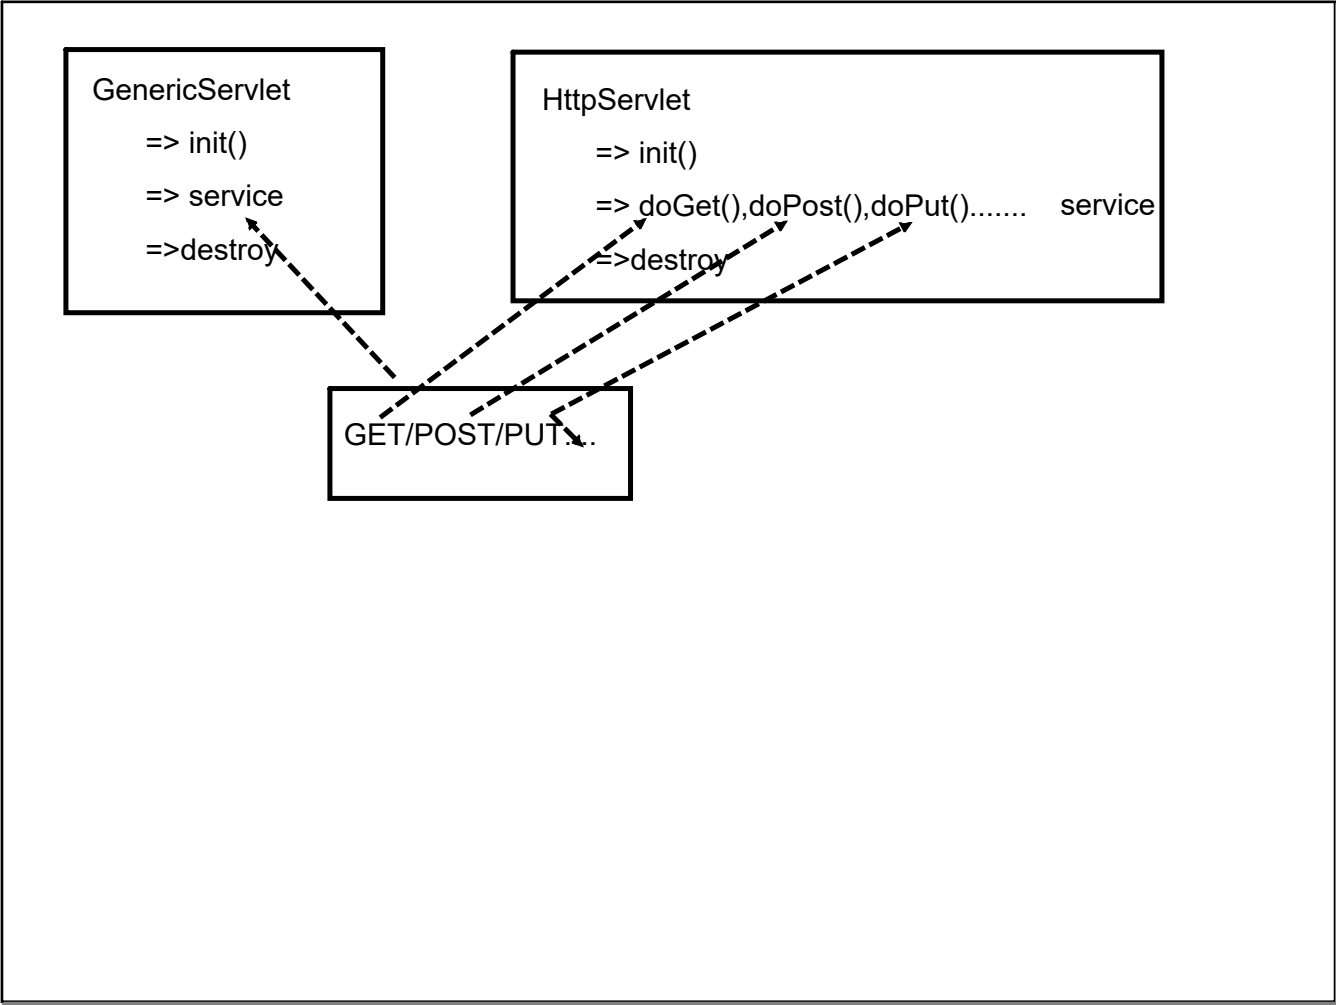 GenericServlet
=> init()
=> service
=>destroy
HttpServlet
=> init()
=> doGet(),doPost(),doPut()....... service
=>destroy
GET/POST/PUT....